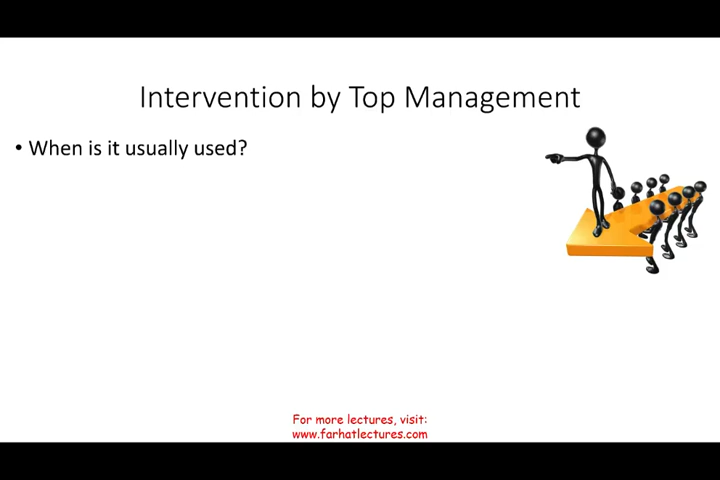 Intervention by Top Management
• When is it usually used?
For more lectures, visit:
www.farhatlectures.com